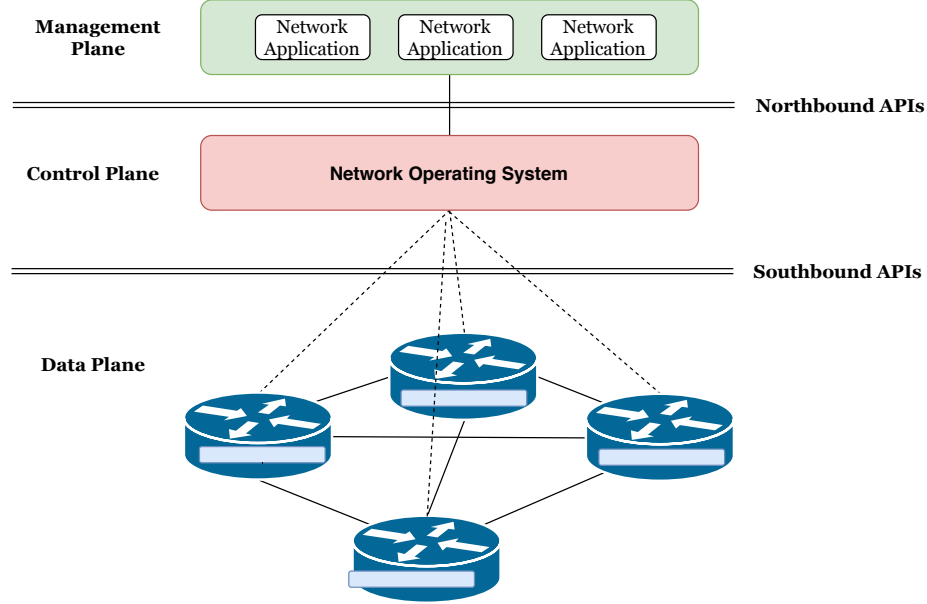 Management
Plane
Network
Application
Network
Application
Network
Application
Northbound APIs
Control Plane
Network Operating System
Southbound APIs
Data Plane